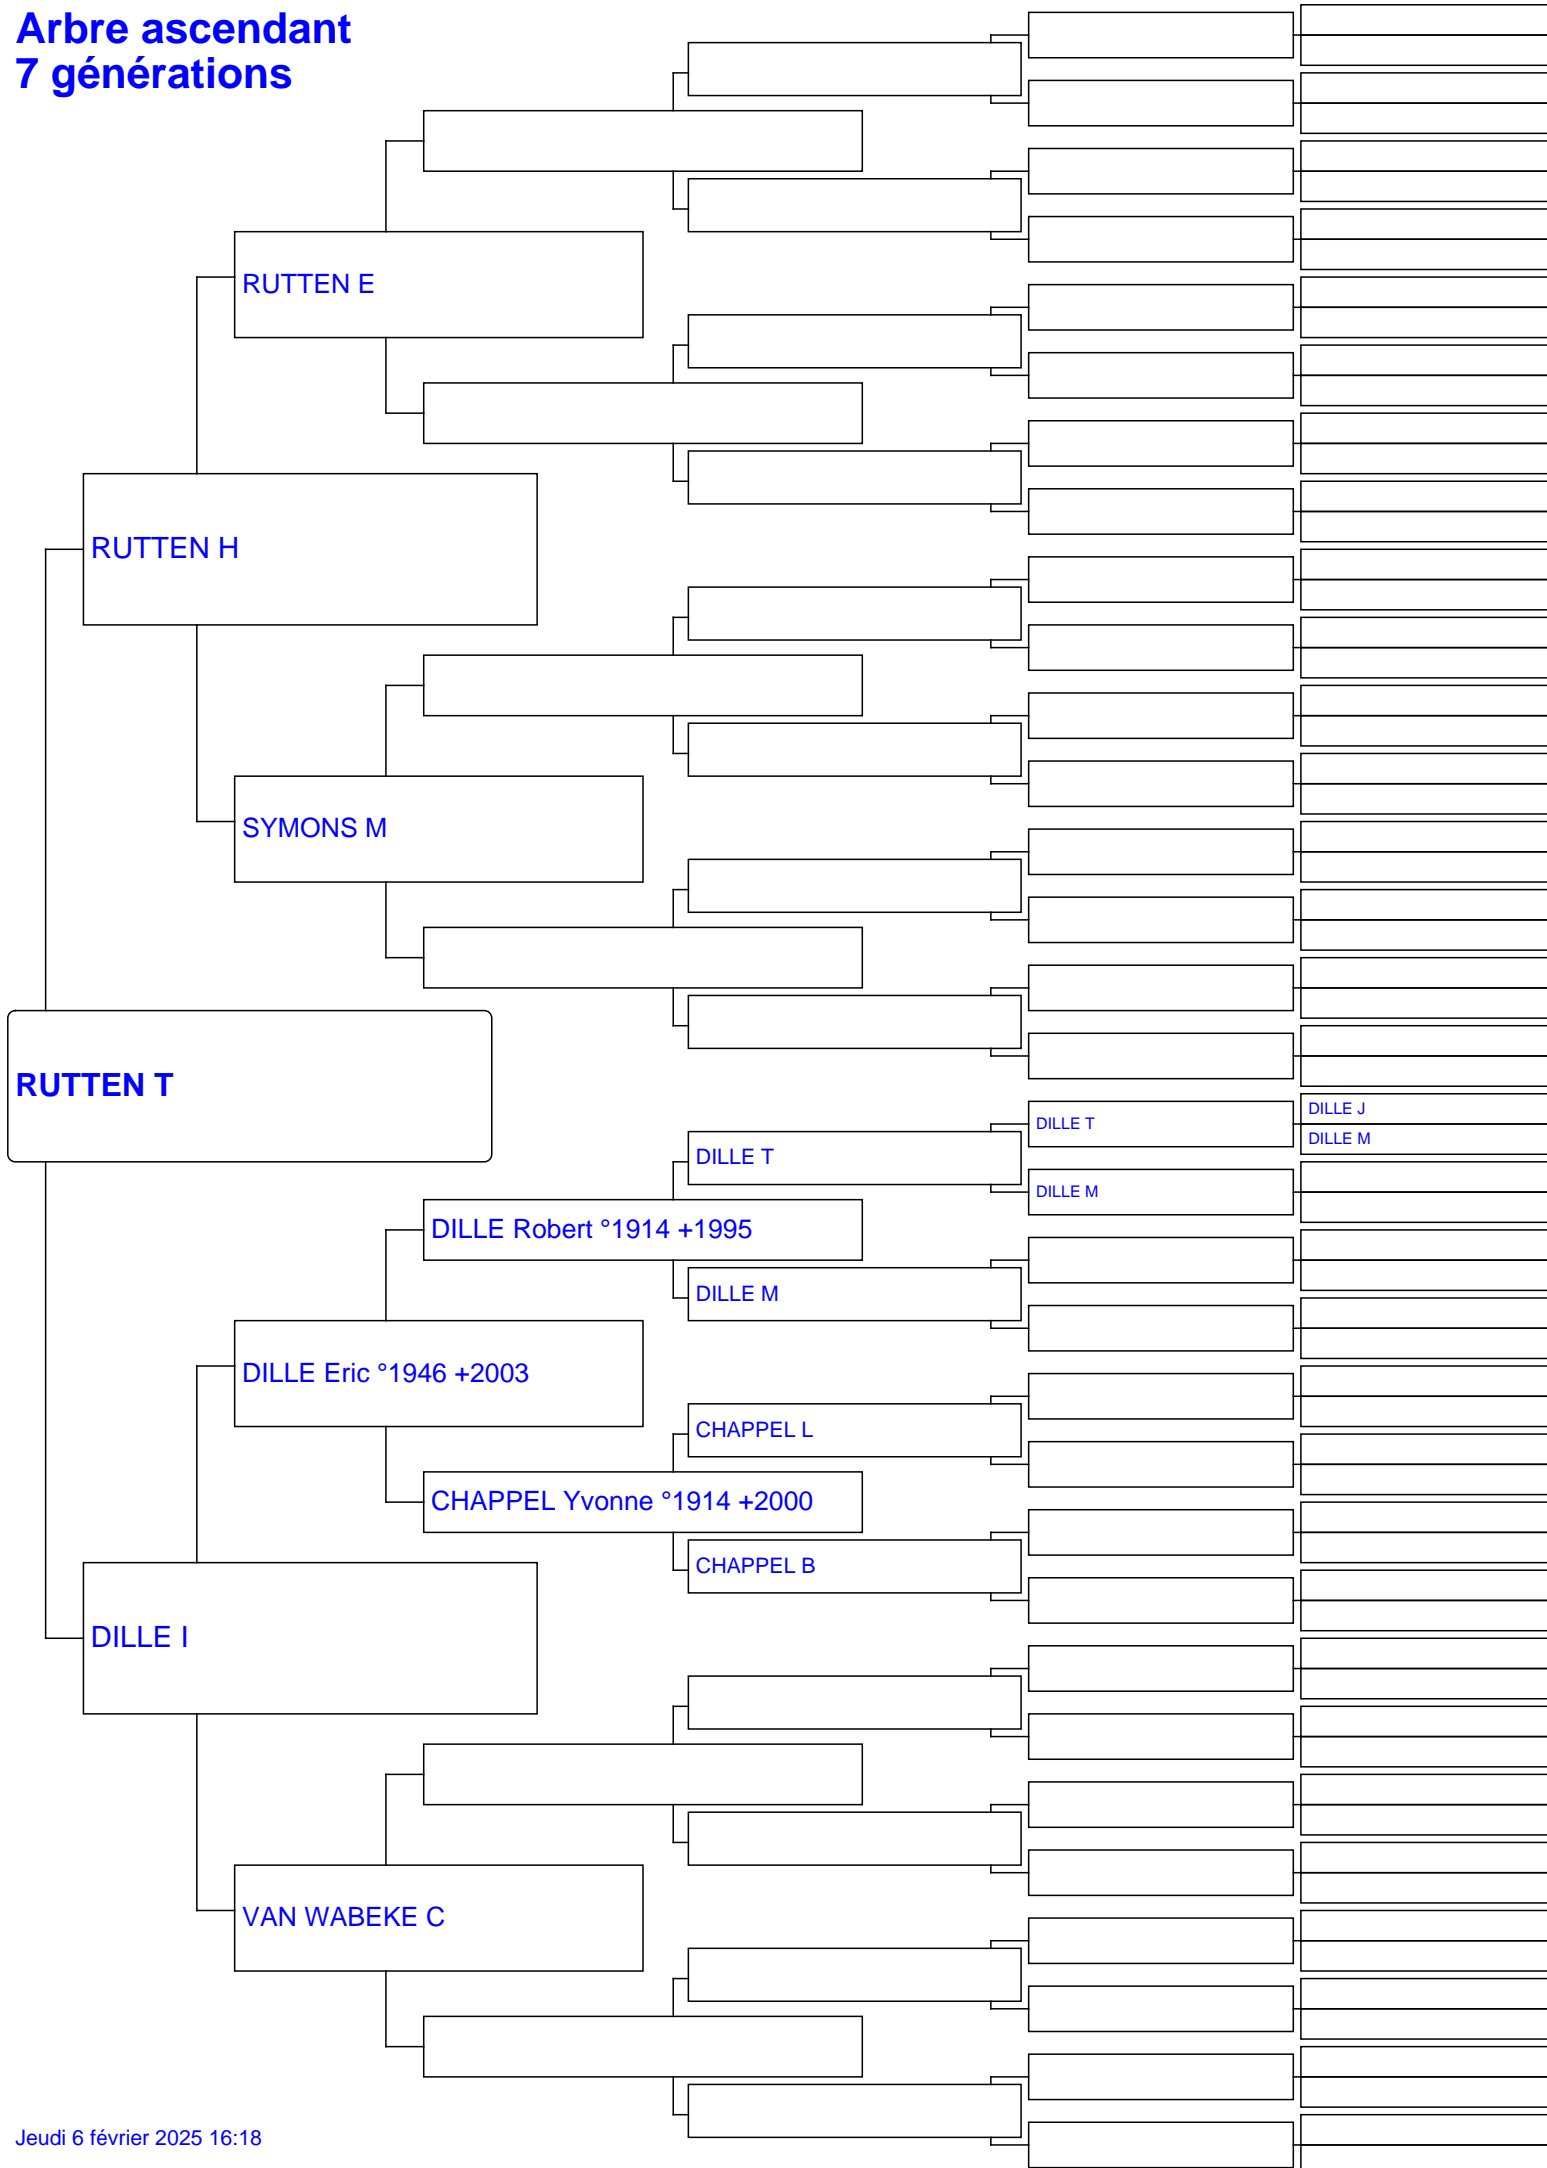 Arbre ascendant
7 générations
RUTTEN E
RUTTEN H
SYMONS M
RUTTEN T
DILLE T
DILLE J
DILLE M
DILLE T
DILLE M
DILLE Robert °1914 +1995
DILLE M
DILLE Eric °1946 +2003
CHAPPEL L
CHAPPEL Yvonne °1914 +2000
CHAPPEL B
DILLE I
VAN WABEKE C
Jeudi 6 février 2025 16:18